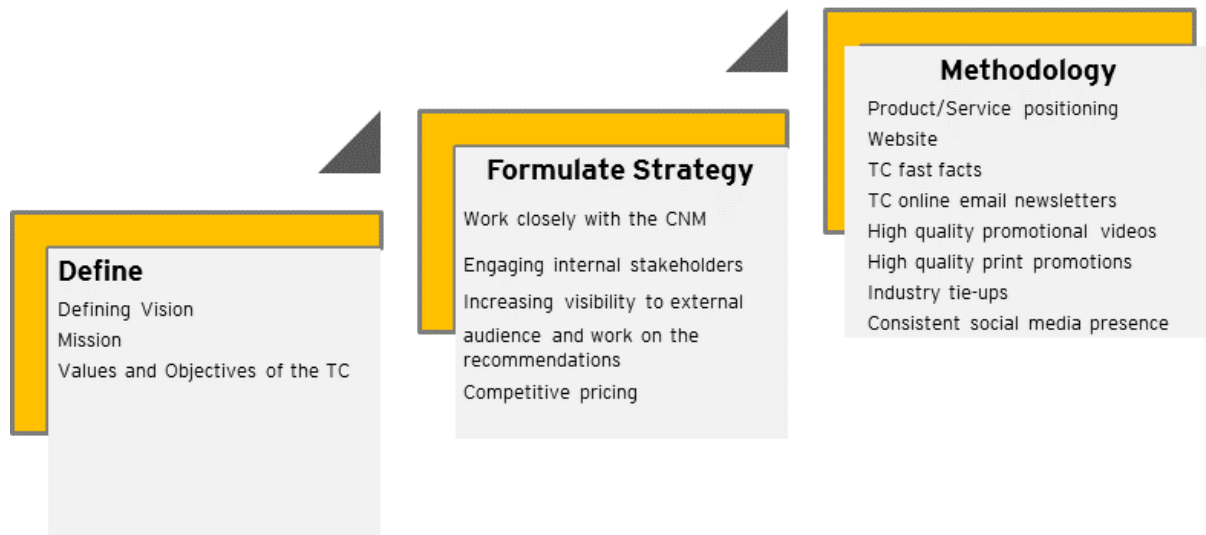 Define
Defining Vision
Mission
Values and Objectives of the TC
Formulate Strategy
Work closely with the CNM
Engaging internal stakeholders
Increasing visibility to external
audience and work on the
recommendations
Competitive pricing
Methodology
Product/Service positioning
Website
TC fast facts
TC online email newsletters
High quality promotional videos
High quality print promotions
Industry tie-ups
Consistent social media presence